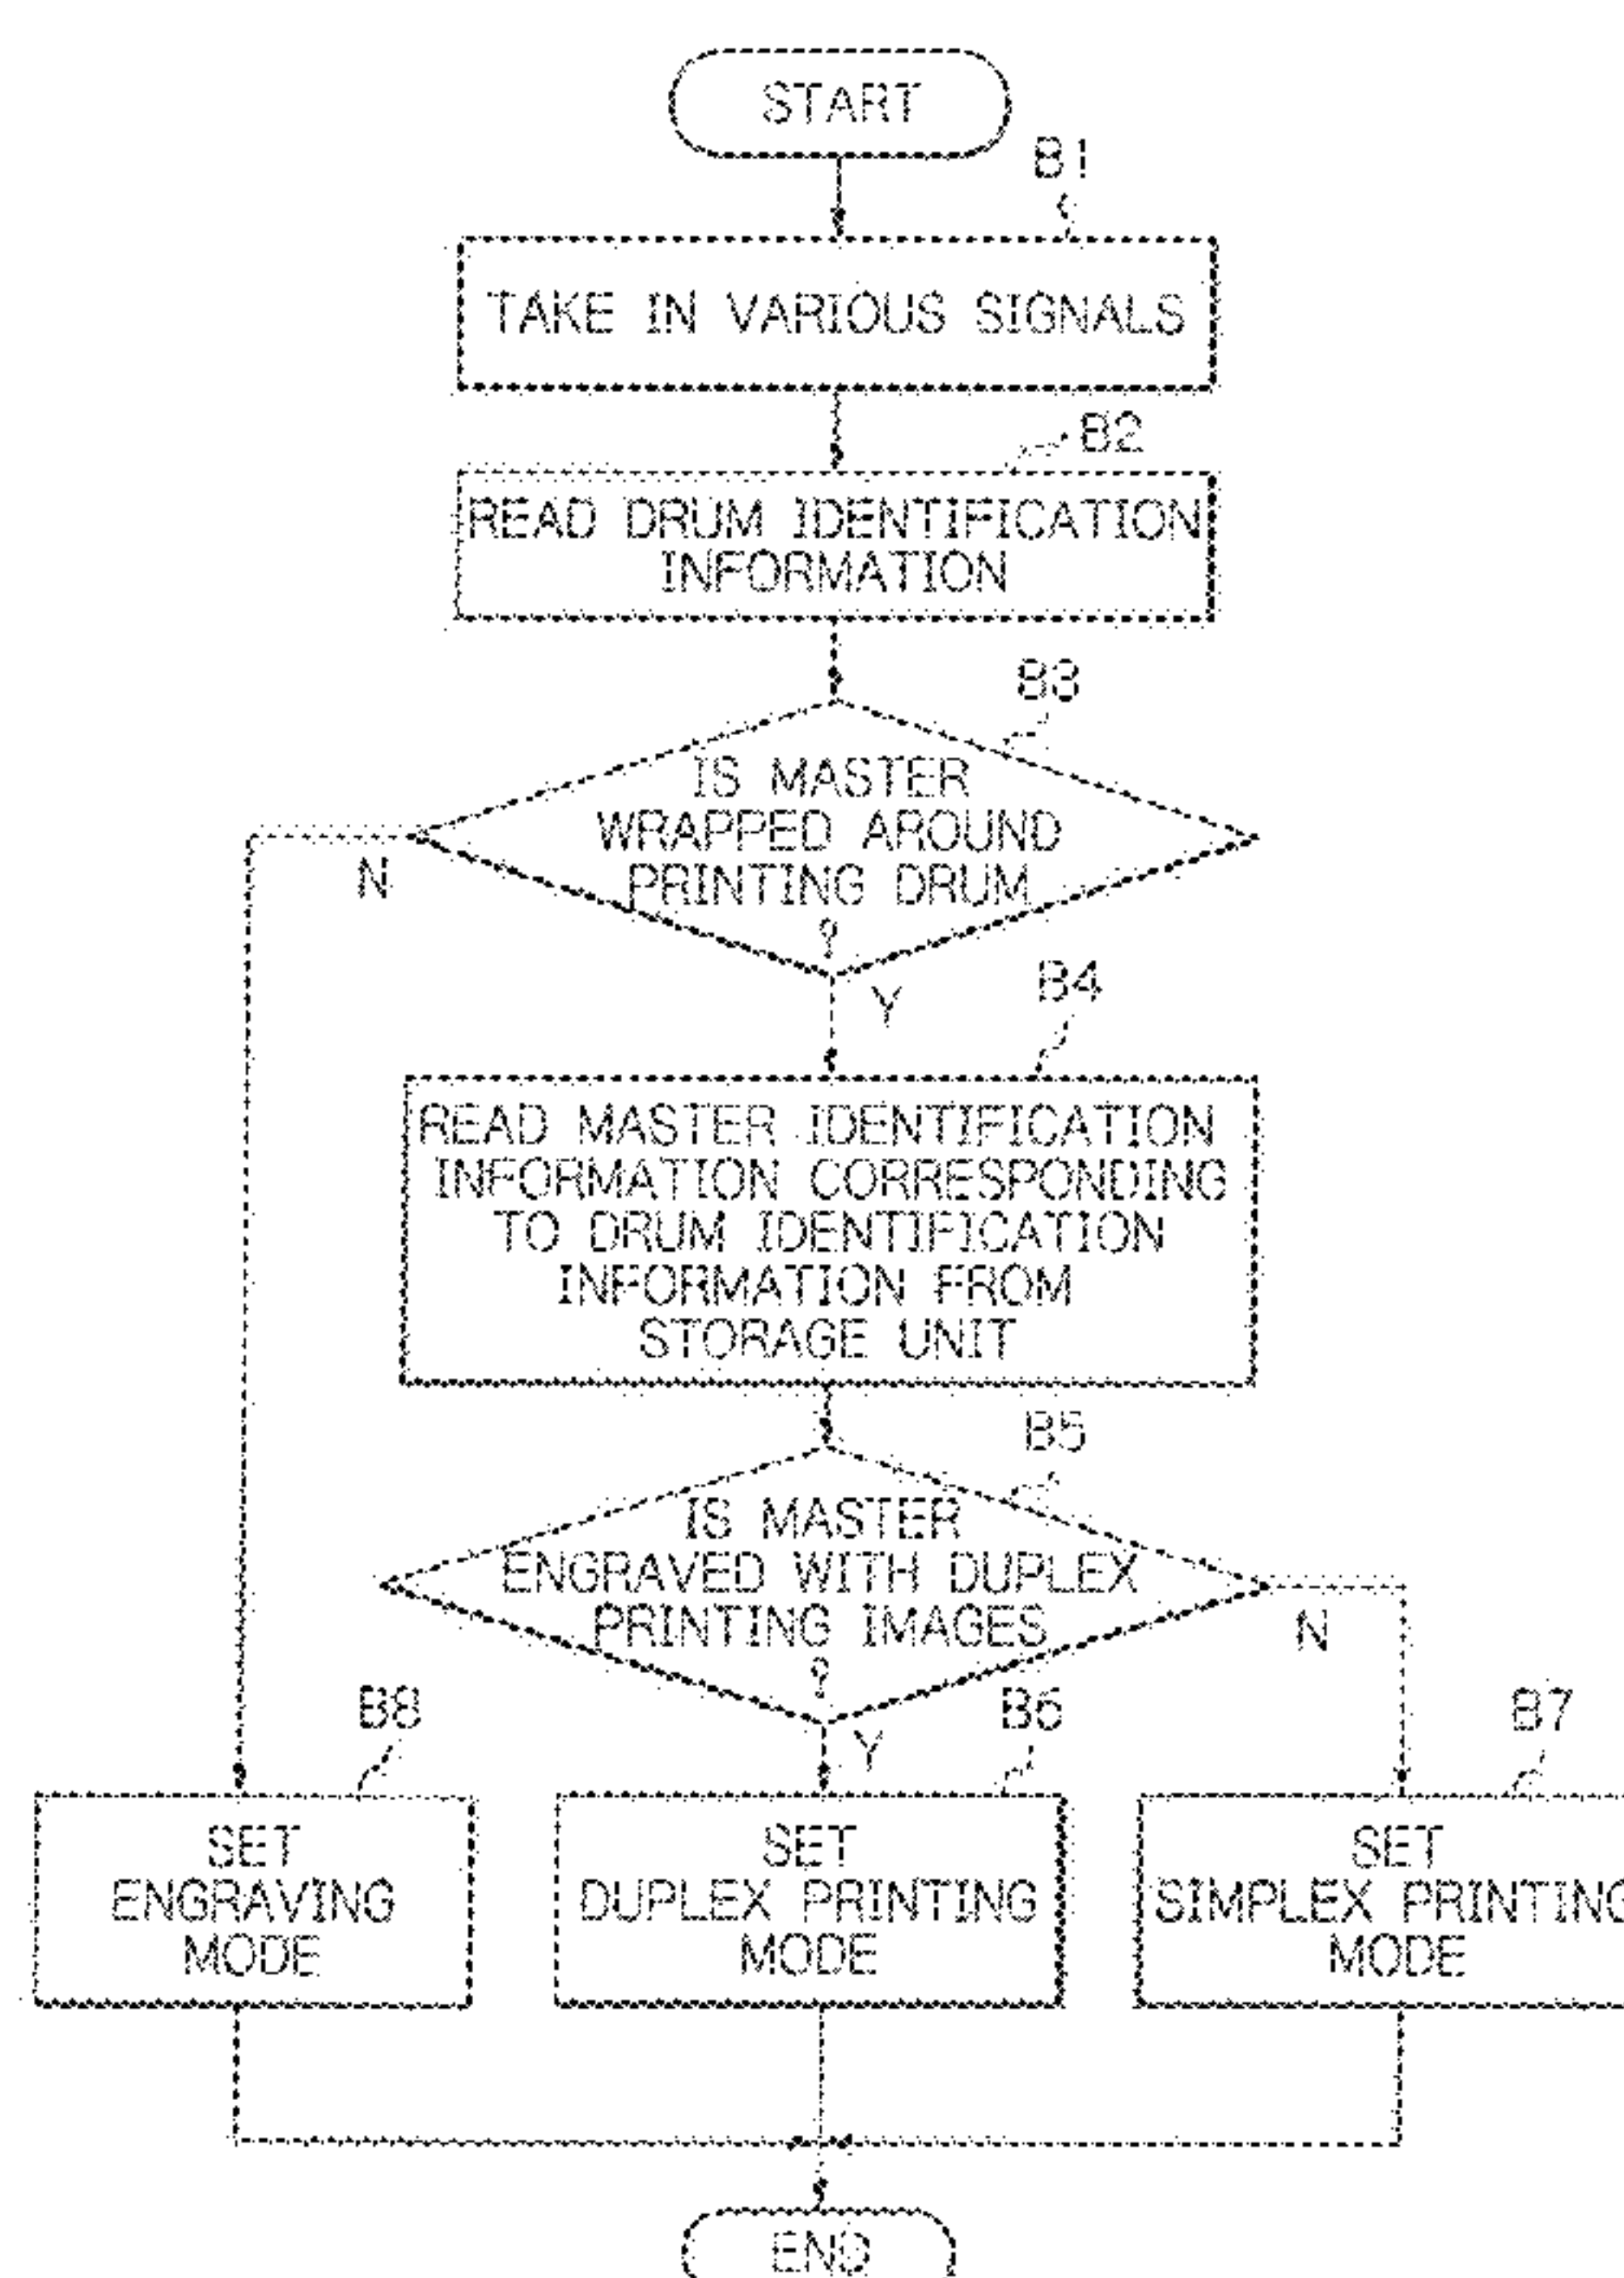 START
B1
TAKE IN VARIOUS SIGNALS
B2
READ DRUM IDENTIFICATION
INFORMATION
B3
IS MASTER
WRAPPED AROUND
PRINTING DRUM
?
N
Y
B4
READ MASTER IDENTIFICATION
INFORMATION CORRESPONDING
TO DRUM IDENTIFICATION
INFORMATION FROM
STORAGE UNIT
B5
IS MASTER
ENGRAVED WITH DUPLEX
PRINTING IMAGES
?
N
Y
B8
SET
ENGRAVING
MODE
B6
SET
DUPLEX PRINTING
MODE
B7
SET
SIMPLEX PRINTING
MODE
END